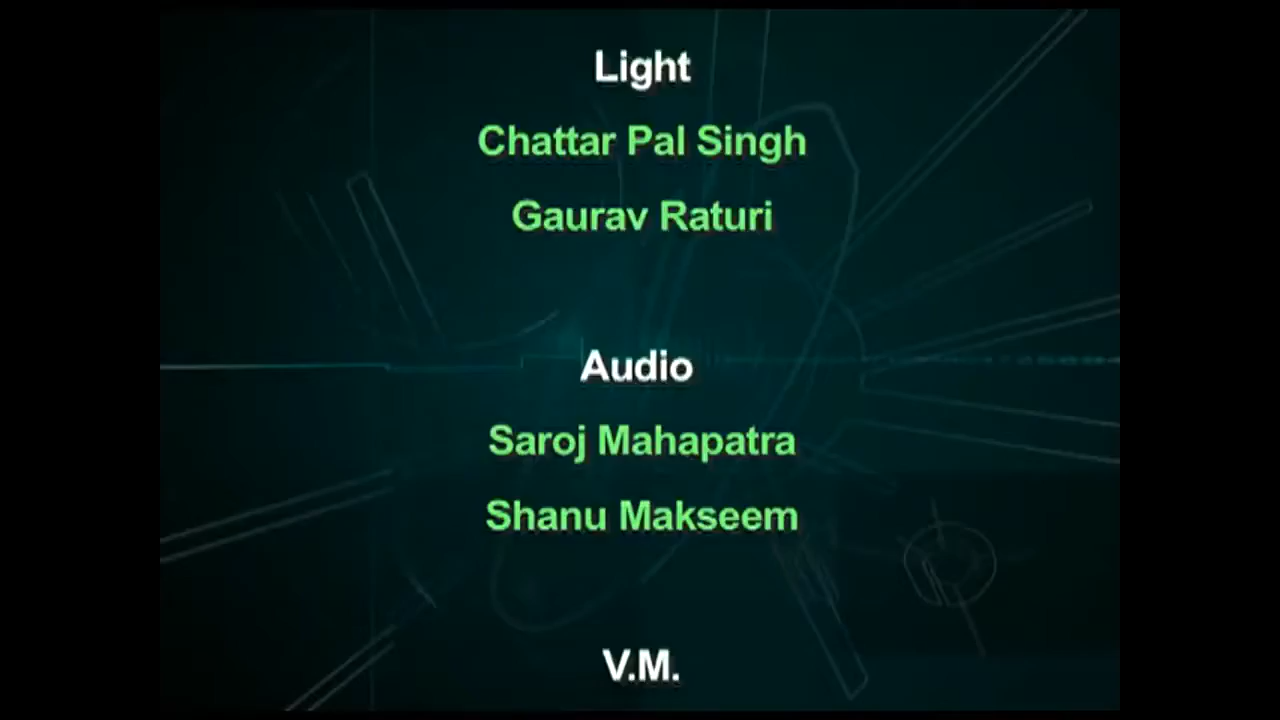 Light
Chattar Pal Singh
Gaurav Raturi
Audio
Saroj Mahapatra
Shanu Makseem
V.M.